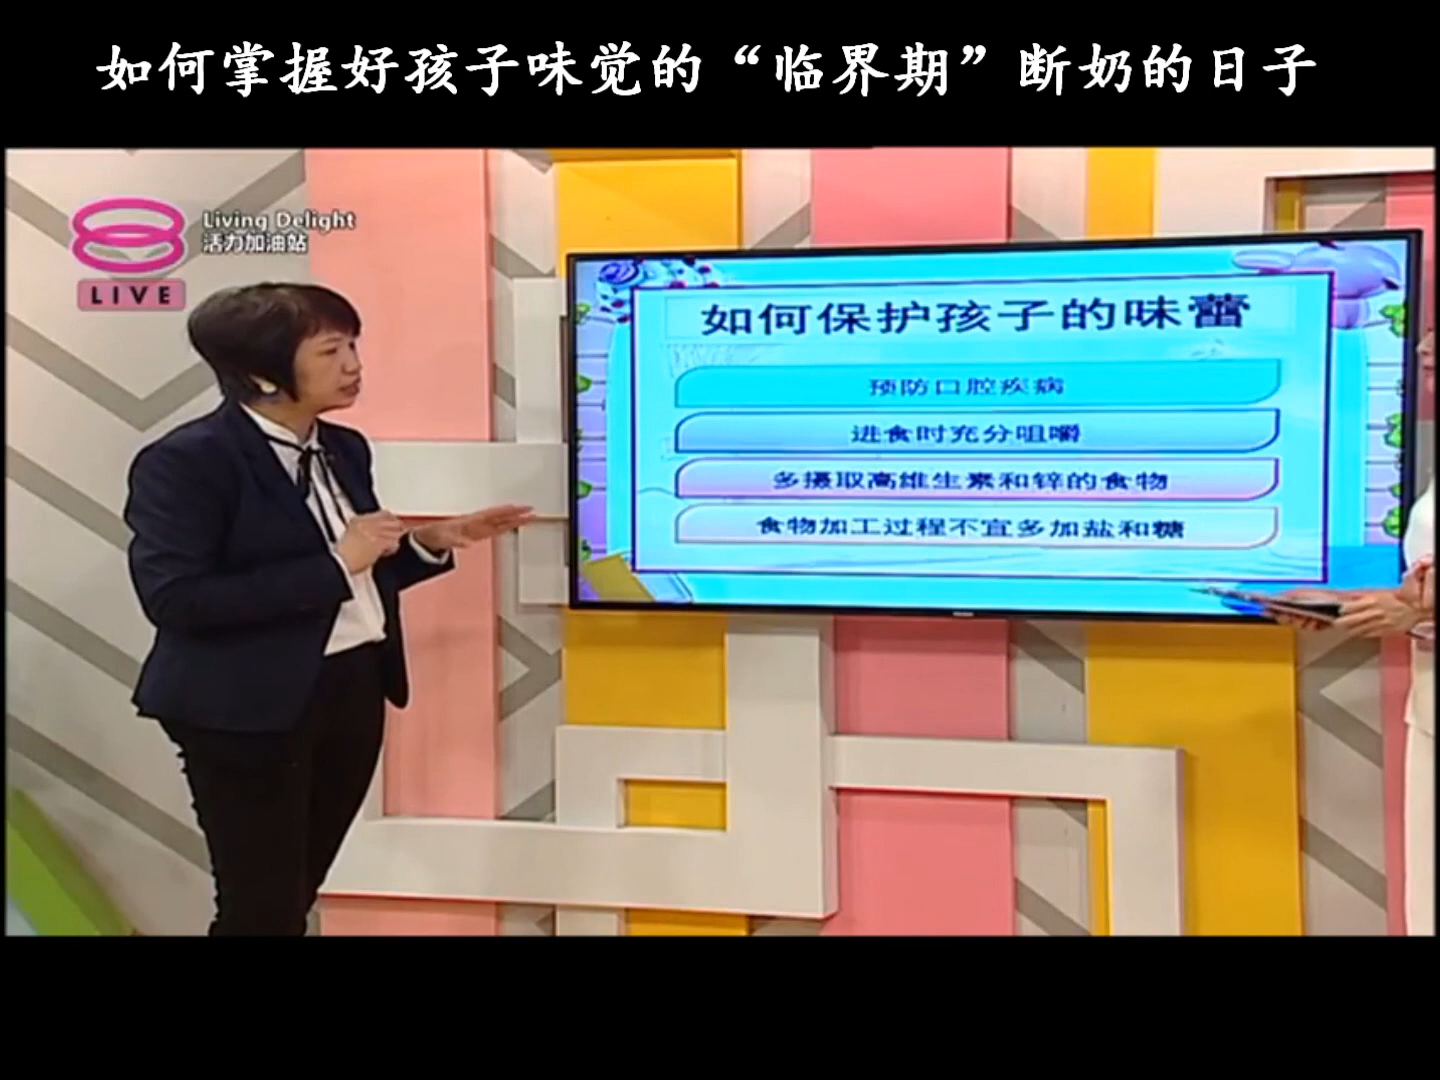 如何掌握好孩子味觉的“临界期”断奶的日子
Living Delight
活力加油站
LIVE
如何保护孩子的味蕾
预防口腔疾病
进食时充分咀嚼
多摄取高维生素和锌的食物
食物加工过程不宜多加盐和糖